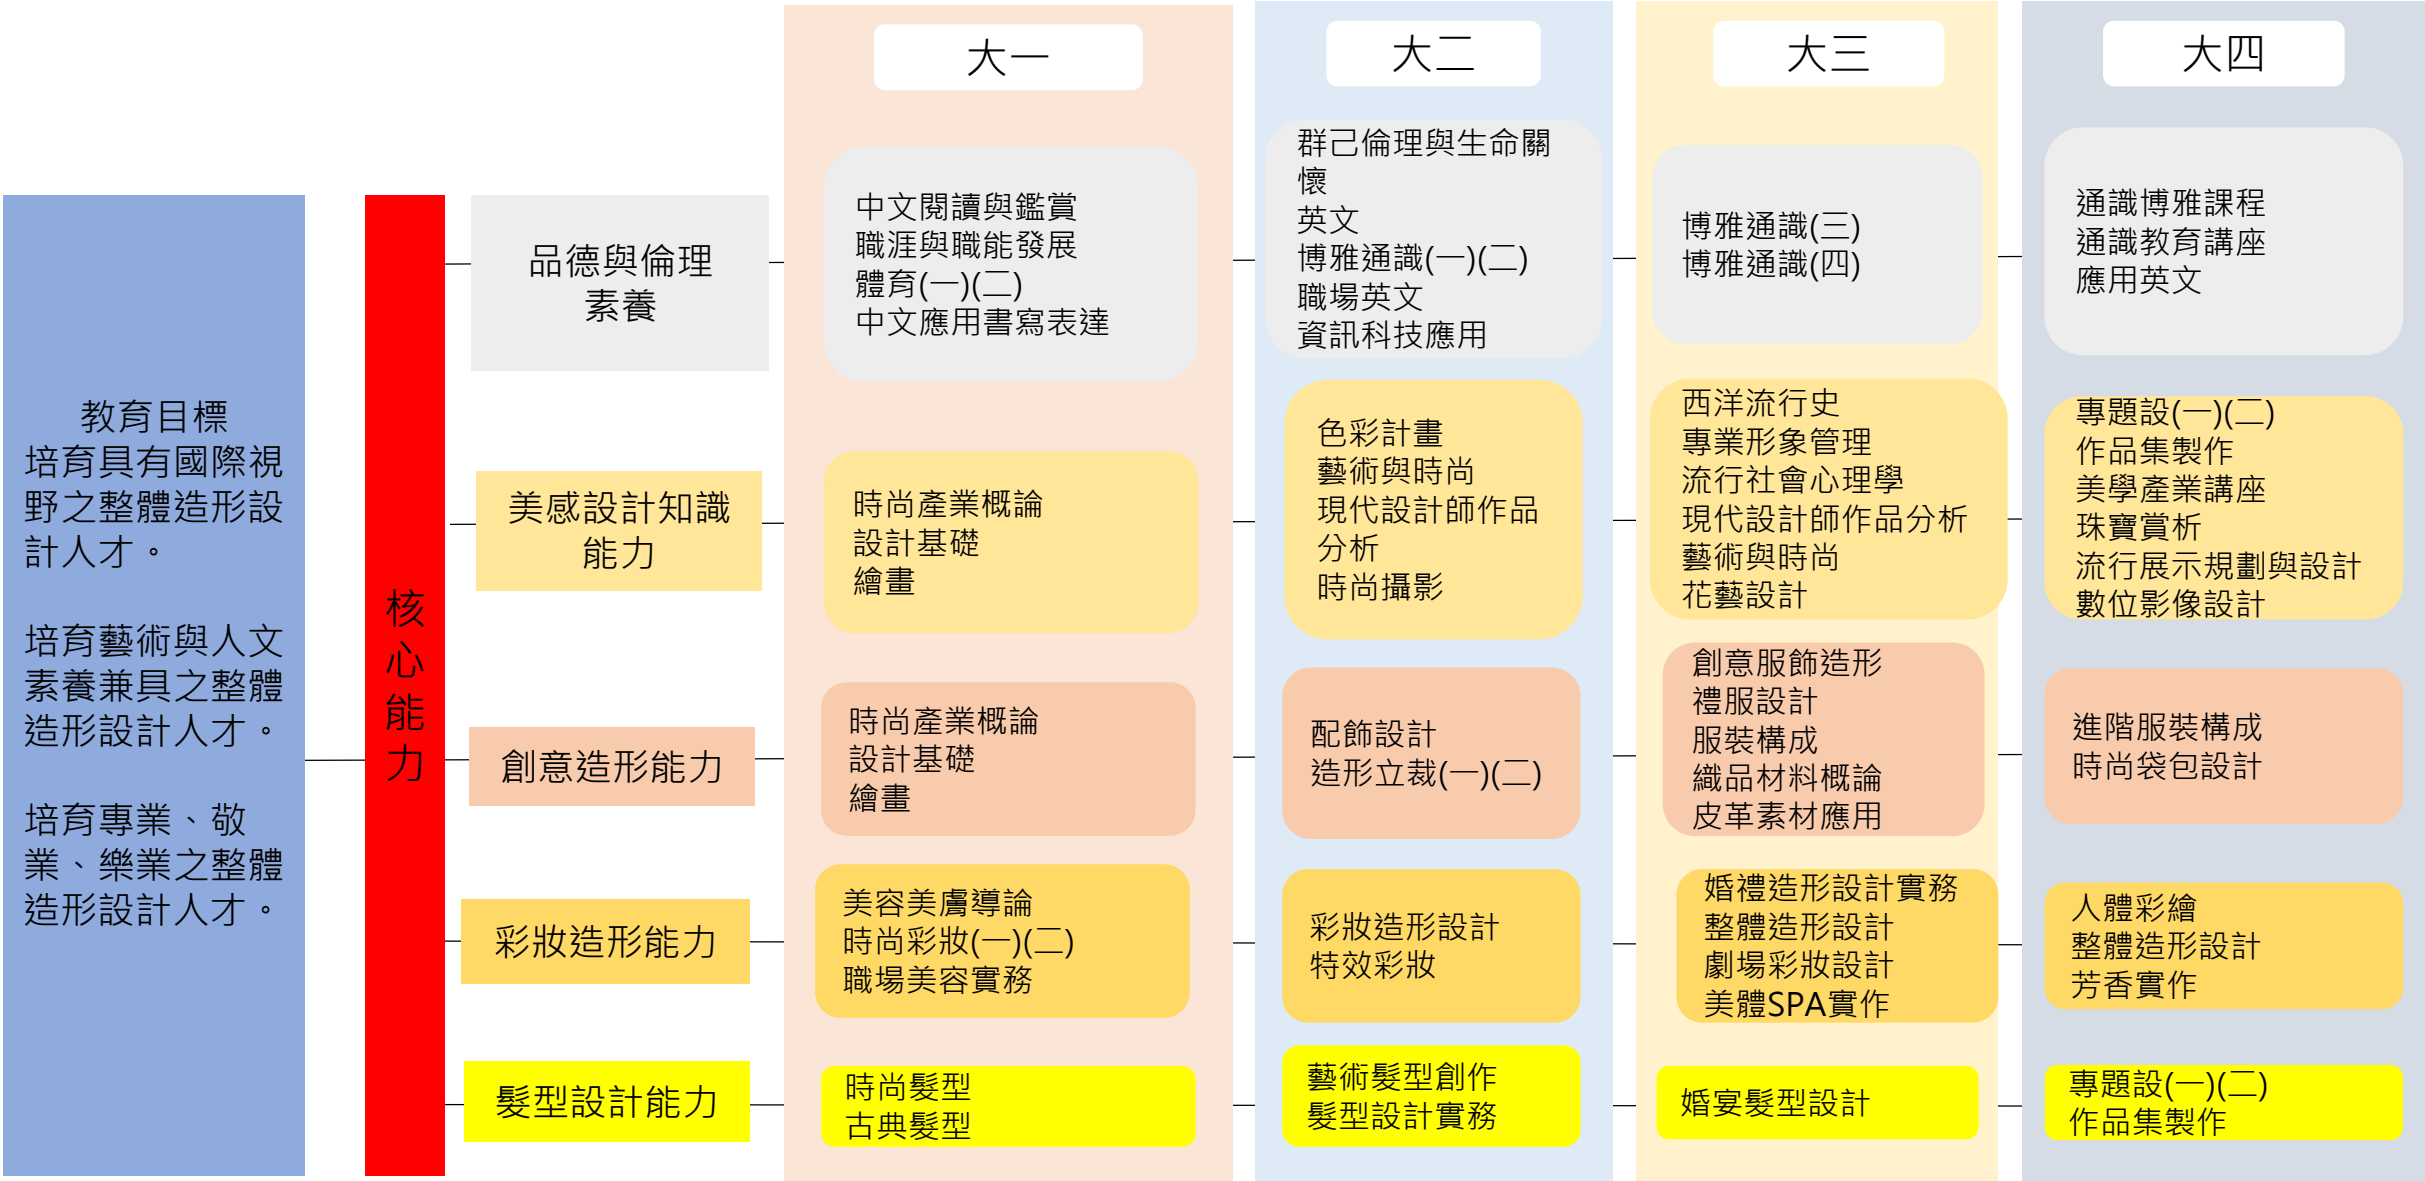 大一
大二
大三
大四
教育目標
培育具有國際視
野之整體造形設
計人才。
培育藝術與人文
素養兼具之整體
造形設計人才。
培育專業、敬
業、樂業之整體
造形設計人才。
核
心
能
力
品德與倫理
素養
中文閱讀與鑑賞
職涯與職能發展
體育(一)(二)
中文應用書寫表達
群己倫理與生命關
懷
英文
博雅通識(一)(二)
職場英文
資訊科技應用
博雅通識(三)
博雅通識(四)
通識博雅課程
通識教育講座
應用英文
美感設計知識
能力
時尚產業概論
設計基礎
繪畫
色彩計畫
藝術與時尚
現代設計師作品
分析
時尚攝影
西洋流行史
專業形象管理
流行社會心理學
現代設計師作品分析
藝術與時尚
花藝設計
專題設(一)(二)
作品集製作
美學產業講座
珠寶賞析
流行展示規劃與設計
數位影像設計
創意造形能力
時尚產業概論
設計基礎
繪畫
配飾設計
造形立裁(一)(二)
創意服飾造形
禮服設計
服裝構成
織品材料概論
皮革素材應用
進階服裝構成
時尚袋包設計
彩妝造形能力
美容美膚導論
時尚彩妝(一)(二)
職場美容實務
彩妝造形設計
特效彩妝
婚禮造形設計實務
整體造形設計
劇場彩妝設計
美體SPA實作
人體彩繪
整體造形設計
芳香實作
髮型設計能力
時尚髮型
古典髮型
藝術髮型創作
髮型設計實務
婚宴髮型設計
專題設(一)(二)
作品集製作